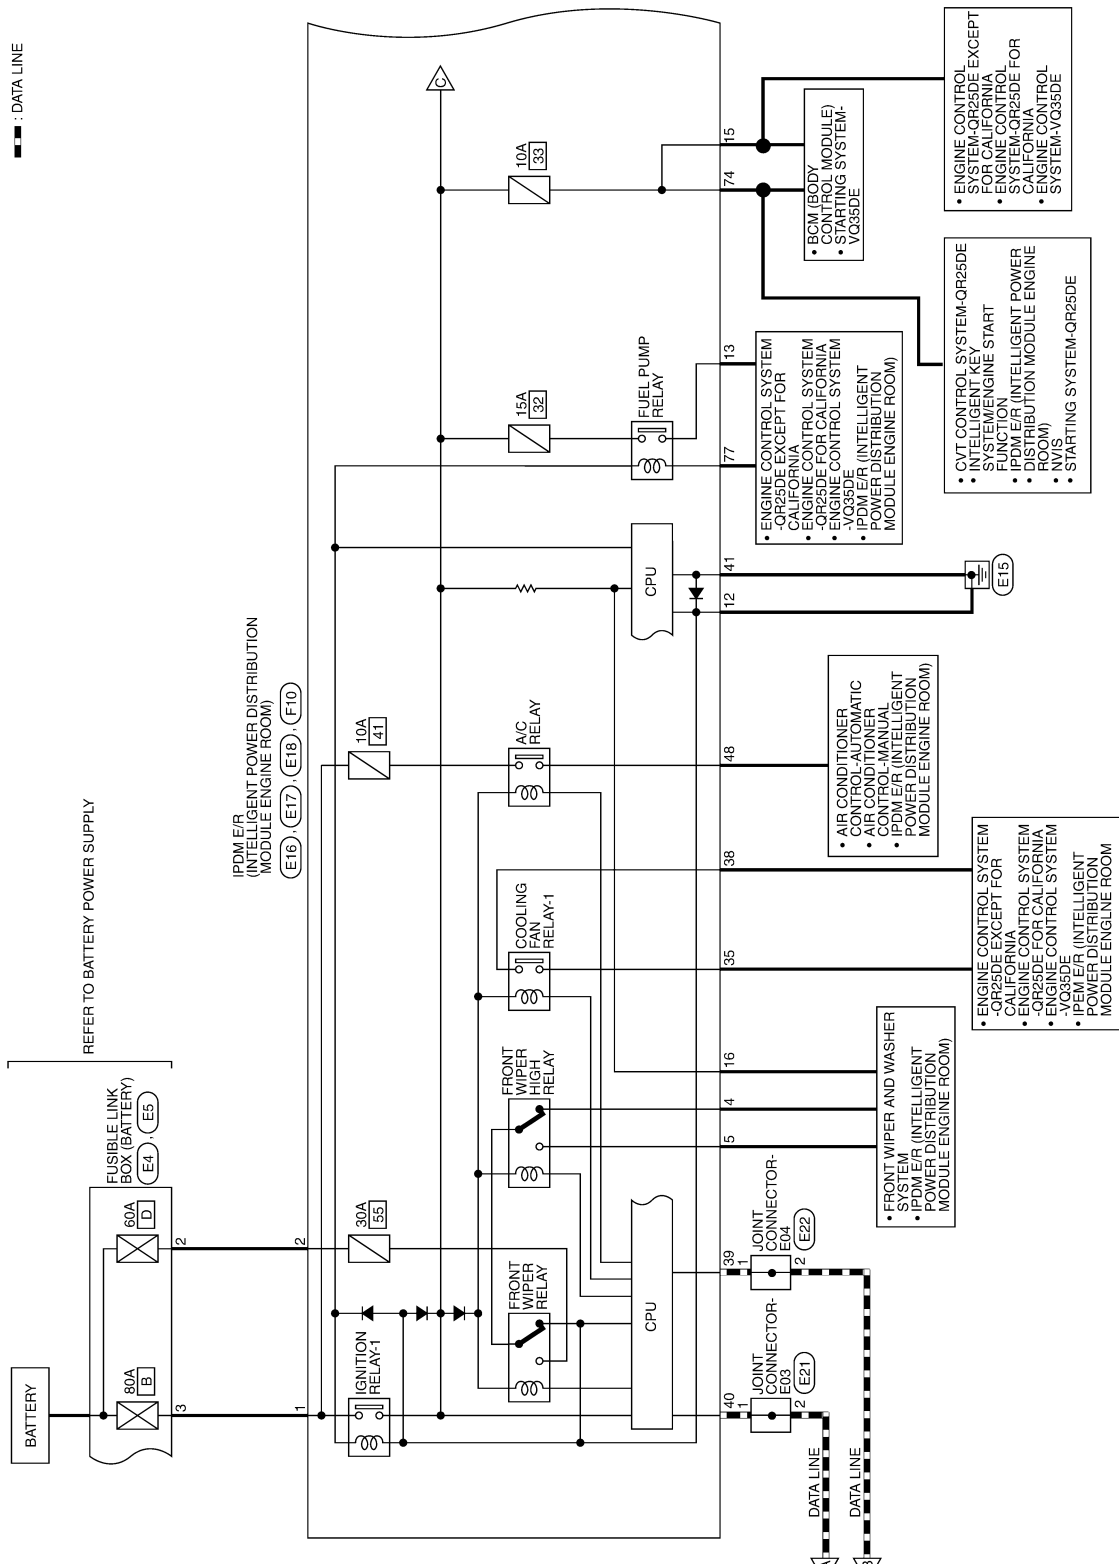 : DATA LINE
REFER TO BATTERY POWER SUPPLY
BATTERY
FUSIBLE LINK
BOX (BATTERY)
E4 , E5
80A
B
60A
D
3
2
1
2
IPDM E/R
(INTELLIGENT POWER DISTRIBUTION
MODULE ENGINE ROOM)
E16 , E17 , E18 , F10
30A
55
10A
41
15A
32
10A
33
C
IGNITION
RELAY-1
FRONT
WIPER
RELAY
FRONT
WIPER
HIGH
RELAY
COOLING
FAN
RELAY-1
A/C
RELAY
FUEL PUMP
RELAY
CPU
CPU
40
39
5
4
16
35
38
48
12
41
77
13
74
15
1
JOINT
CONNECTOR-
E03
E21
2
1
JOINT
CONNECTOR-
E04
E22
2
DATA LINE
DATA LINE
• FRONT WIPER AND WASHER
SYSTEM
• IPDM E/R (INTELLIGENT
POWER DISTRIBUTION
MODULE ENGINE ROOM)
• ENGINE CONTROL SYSTEM
-QR25DE EXCEPT FOR
CALIFORNIA
• ENGINE CONTROL SYSTEM
-QR25DE FOR CALIFORNIA
• ENGINE CONTROL SYSTEM
-VQ35DE
• IPEM E/R (INTELLIGENT
POWER DISTRIBUTION
MODULE ENGLNE ROOM
• AIR CONDITIONER
CONTROL-AUTOMATIC
• AIR CONDITIONER
CONTROL-MANUAL
• IPDM E/R (INTELLIGENT
POWER DISTRIBUTION
MODULE ENGINE ROOM)
E15
• ENGINE CONTROL SYSTEM
-QR25DE EXCEPT FOR
CALIFORNIA
• ENGINE CONTROL SYSTEM
-QR25DE FOR CALIFORNIA
• ENGINE CONTROL SYSTEM
-VQ35DE
• IPDM E/R (INTELLIGENT
POWER DISTRIBUTION
MODULE ENGINE ROOM)
• CVT CONTROL SYSTEM-QR25DE
• INTELLIGENT KEY
SYSTEM/ENGINE START
FUNCTION
• IPDM E/R (INTELLIGENT POWER
• DISTRIBUTION MODULE ENGINE
ROOM)
• NVIS
• STARTING SYSTEM-QR25DE
• BCM (BODY
CONTROL MODULE)
• STARTING SYSTEM-
VQ35DE
• ENGINE CONTROL
SYSTEM-QR25DE EXCEPT
FOR CALIFORNIA
• ENGINE CONTROL
SYSTEM-QR25DE FOR
CALIFORNIA
• ENGINE CONTROL
SYSTEM-VQ35DE